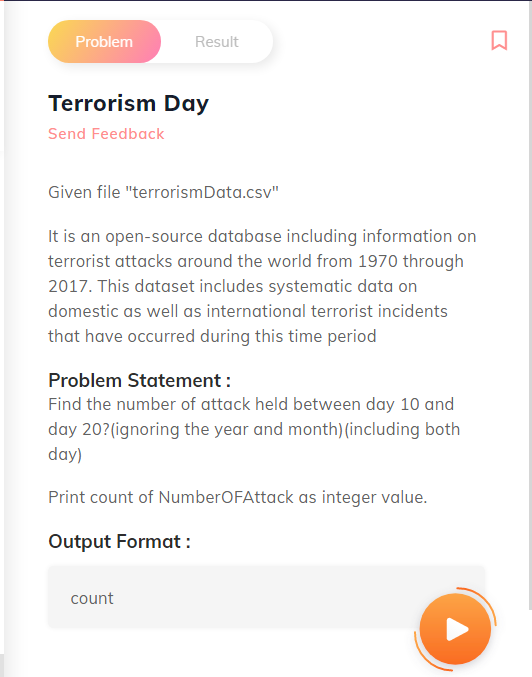 Problem
Result
Terrorism Day
Send Feedback
Given file "terrorismData.csv"
It is an open-source database including information on
terrorist attacks around the world from 1970 through
2017. This dataset includes systematic data on
domestic as well as international terrorist incidents
that have occurred during this time period
Problem Statement :
Find the number of attack held between day 10 and
day 20?(ignoring the year and month)(including both
day)
Print count of NumberOFAttack as integer value.
Output Format :
count